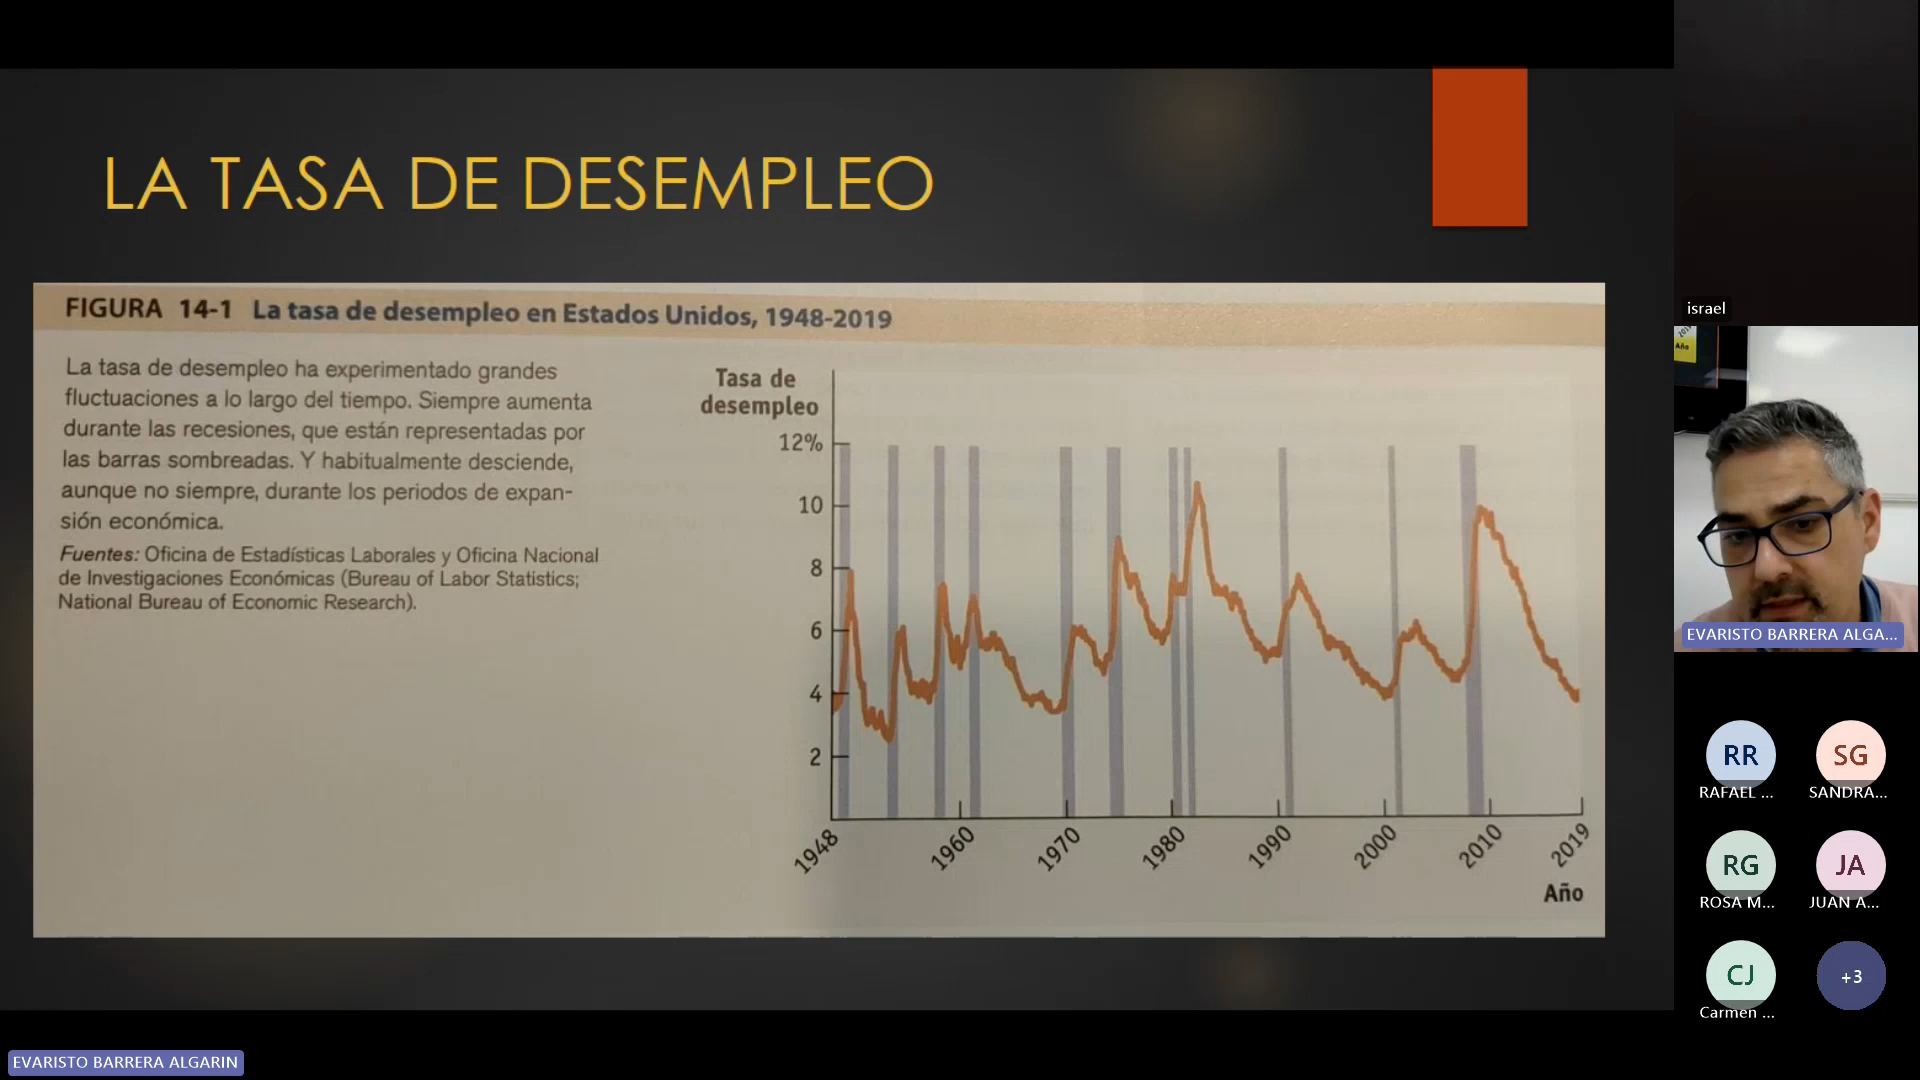 LA TASA DE DESEMPLEO
FIGURA 14-1 La tasa de desempleo en Estados Unidos, 1948-2019
La tasa de desempleo ha experimentado grandes
fluctuaciones a lo largo del tiempo. Siempre aumenta
durante las recesiones, que están representadas por
las barras sombreadas. Y habitualmente desciende,
aunque no siempre, durante los periodos de expan-
sión económica.
Fuentes: Oficina de Estadísticas Laborales y Oficina Nacional
de Investigaciones Económicas (Bureau of Labor Statistics;
National Bureau of Economic Research).
Tasa de
desempleo
12%
10
8
6
4
2
1948
1960
1970
1980
1990
2000
2010
2019
Año
israel
2019
Año
EVARISTO BARRERA ALGA...
RR
RAFAEL ...
SG
SANDRA...
RG
ROSA M...
JA
JUAN A...
CJ
Carmen ...
+3
EVARISTO BARRERA ALGARIN